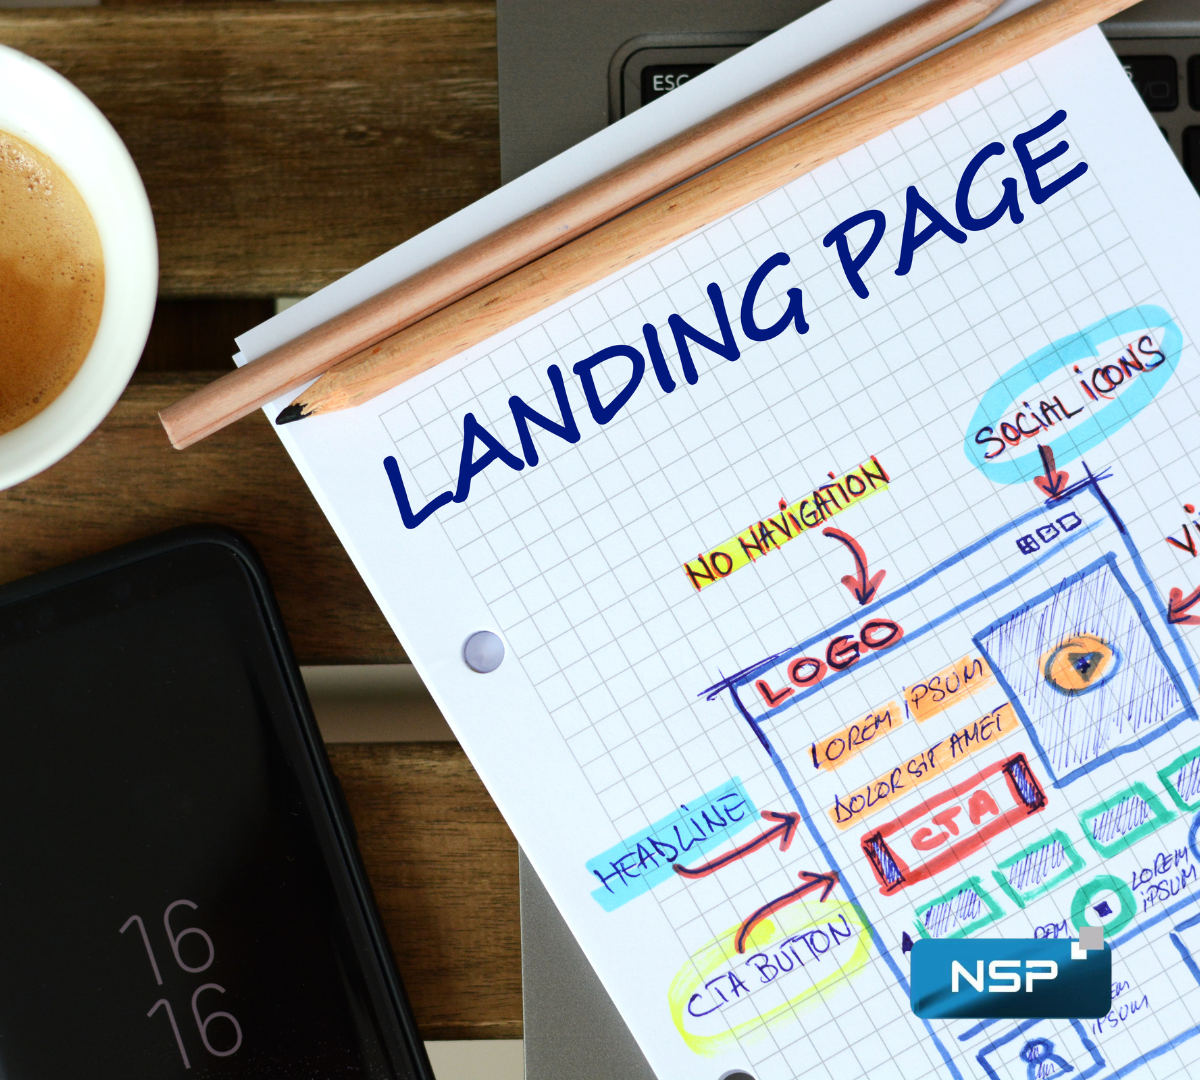 ESC
LANDING PAGE
SOCIAL ICONS
NO NAVIGATION
LOGO
LOREM IPSUM
DOLOR SIT AMET
CTA
HEADLINE
CTA BUTTON
LOREM
IPSUM
NSP
IPSUM
16
16